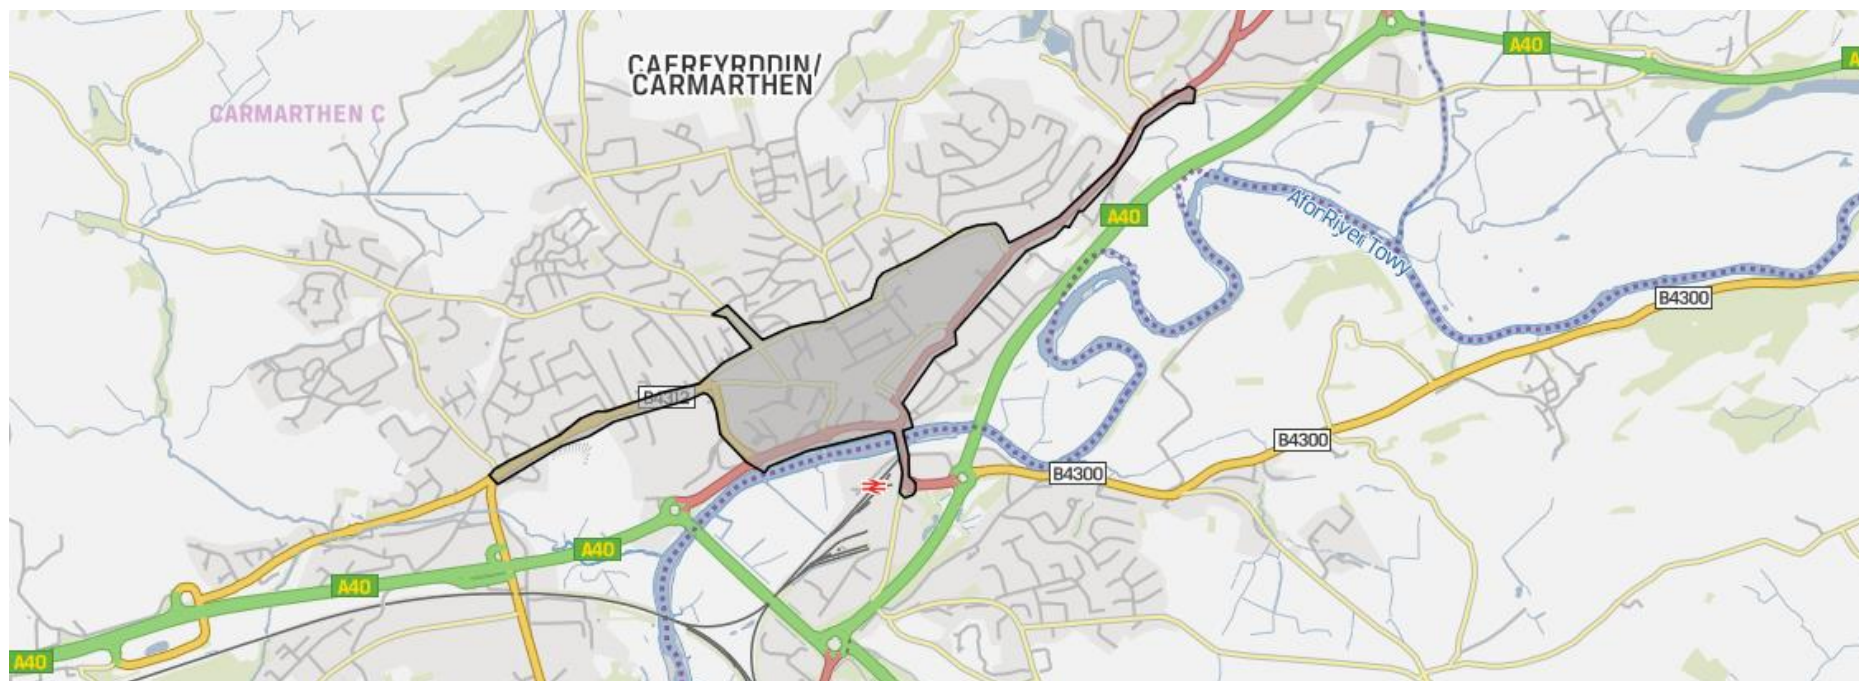 A40
A
CAERFYRDDIN/
CARMARTHEN
CARMARTHEN C
A40
Afon River Towy
B4300
B4312
B4300
B4300
A40
A40
A40